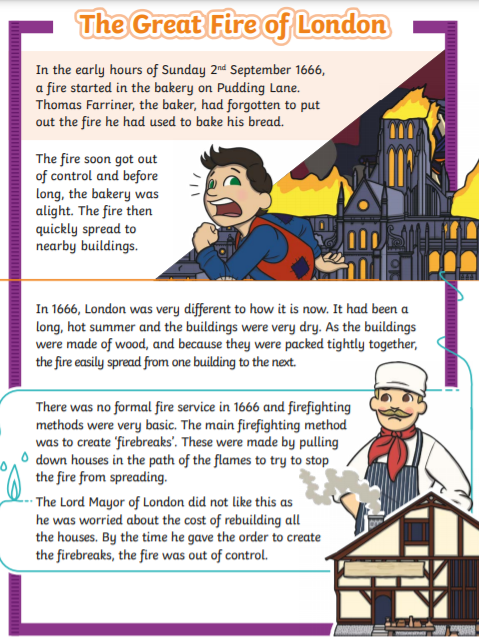 The Great Fire of London
In the early hours of Sunday 2nd September 1666,
a fire started in the bakery on Pudding Lane.
Thomas Farriner, the baker, had forgotten to put
out the fire he had used to bake his bread.
The fire soon got out
of control and before
long, the bakery was
alight. The fire then
quickly spread to
nearby buildings.
In 1666, London was very different to how it is now. It had been a
long, hot summer and the buildings were very dry. As the buildings
were made of wood, and because they were packed tightly together,
the fire easily spread from one building to the next.
There was no formal fire service in 1666 and firefighting
methods were very basic. The main firefighting method
was to create ‘firebreaks’. These were made by pulling
down houses in the path of the flames to try to stop
the fire from spreading.
The Lord Mayor of London did not like this as
he was worried about the cost of rebuilding all
the houses. By the time he gave the order to create
the firebreaks, the fire was out of control.